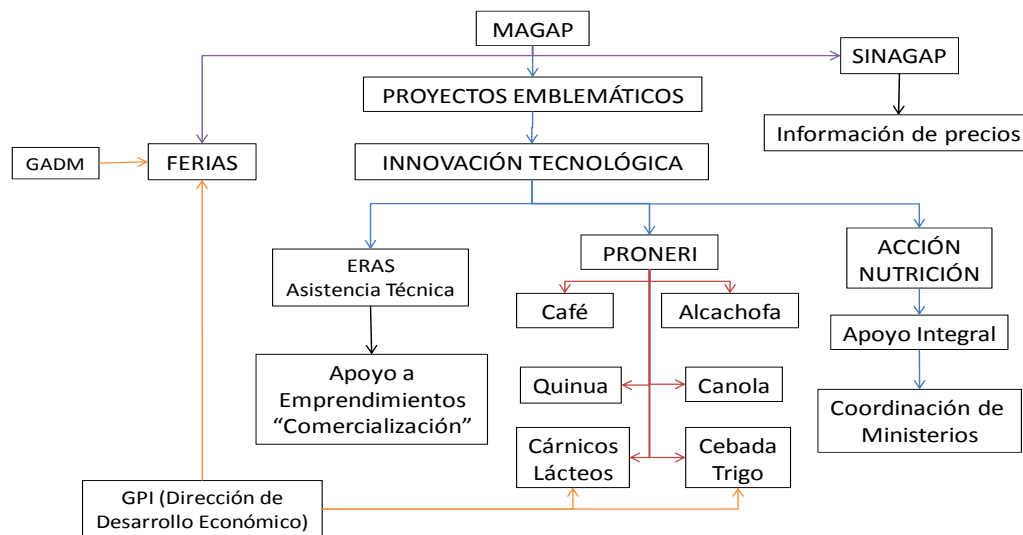 MAGAP
SINAGAP
PROYECTOS EMBLEMÁTICOS
Información de precios
GADM
FERIAS
INNOVACIÓN TECNOLÓGICA
ERAS
Asistencia Técnica
PRONERI
ACCIÓN
NUTRICIÓN
Café
Alcachofa
Apoyo Integral
Apoyo a
Emprendimientos
“Comercialización”
Quinua
Canola
Coordinación de
Ministerios
Cárnicos
Lácteos
Cebada
Trigo
GPI (Dirección de
Desarrollo Económico)